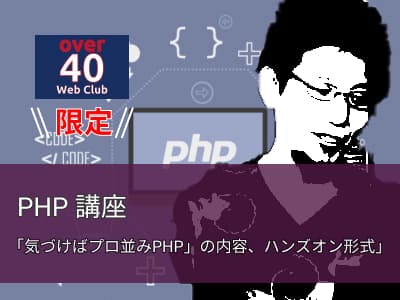 over
40
Web Club
\\ 限定 //
{ }
<CODE>
</ CODE>
php
PHP 講座
「気づけばプロ並みPHP」の内容、ハンズオン形式」
{ }
</antml>